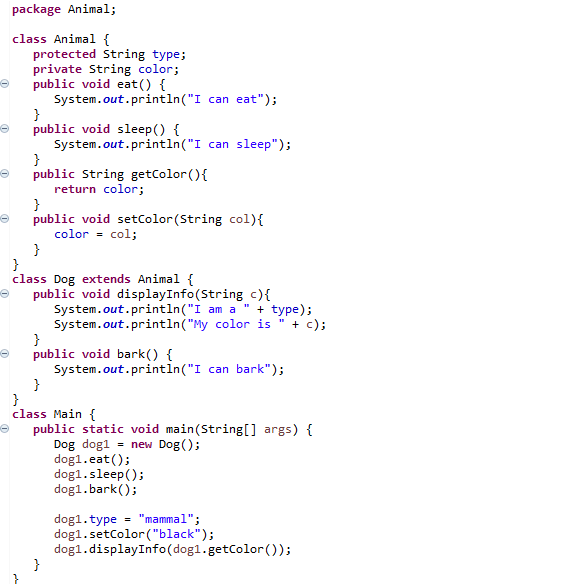 package Animal;

class Animal {
    protected String type;
    private String color;
    public void eat() {
        System.out.println("I can eat");
    }
    public void sleep() {
        System.out.println("I can sleep");
    }
    public String getColor(){
        return color;
    }
    public void setColor(String col){
        color = col;
    }
}
class Dog extends Animal {
    public void displayInfo(String c){
        System.out.println("I am a " + type);
        System.out.println("My color is " + c);
    }
    public void bark() {
        System.out.println("I can bark");
    }
}
class Main {
    public static void main(String[] args) {
        Dog dog1 = new Dog();
        dog1.eat();
        dog1.sleep();
        dog1.bark();

        dog1.type = "mammal";
        dog1.setColor("black");
        dog1.displayInfo(dog1.getColor());
    }
}